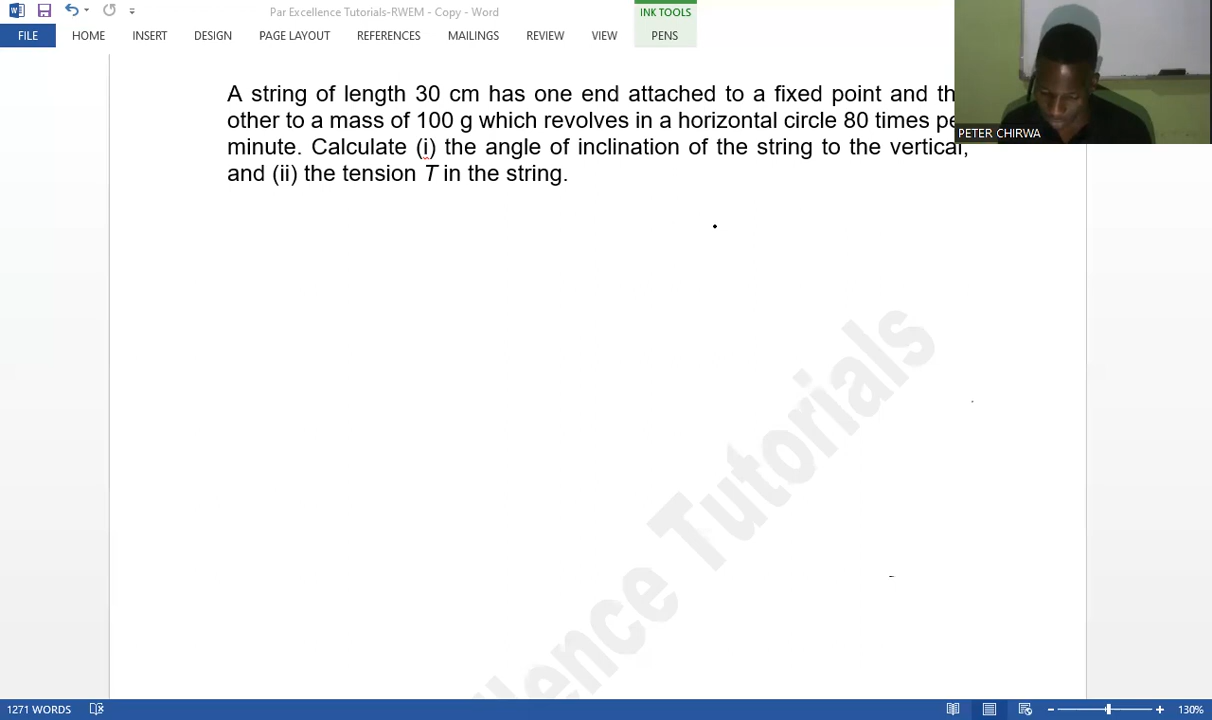 Par Excellence Tutorials-RWEM - Copy - Word
INK TOOLS
FILE HOME INSERT DESIGN PAGE LAYOUT REFERENCES MAILINGS REVIEW VIEW PENS
A string of length 30 cm has one end attached to a fixed point and th
other to a mass of 100 g which revolves in a horizontal circle 80 times pe
PETER CHIRWA
minute. Calculate (i) the angle of inclination of the string to the vertical,
and (ii) the tension T in the string.
llence Tutorials
1271 WORDS
130%